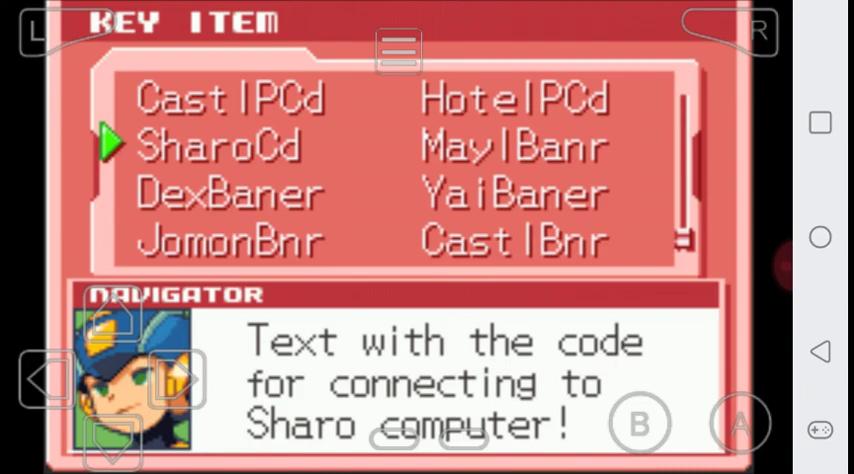 L
KEY ITEM
R
CastlPCd HotelPCd
SharoCd MaylBanr
DexBaner YaiBaner
JomonBnr CastlBnr
NAVIGATOR
Text with the code
for connecting to
Sharo computer!
B A